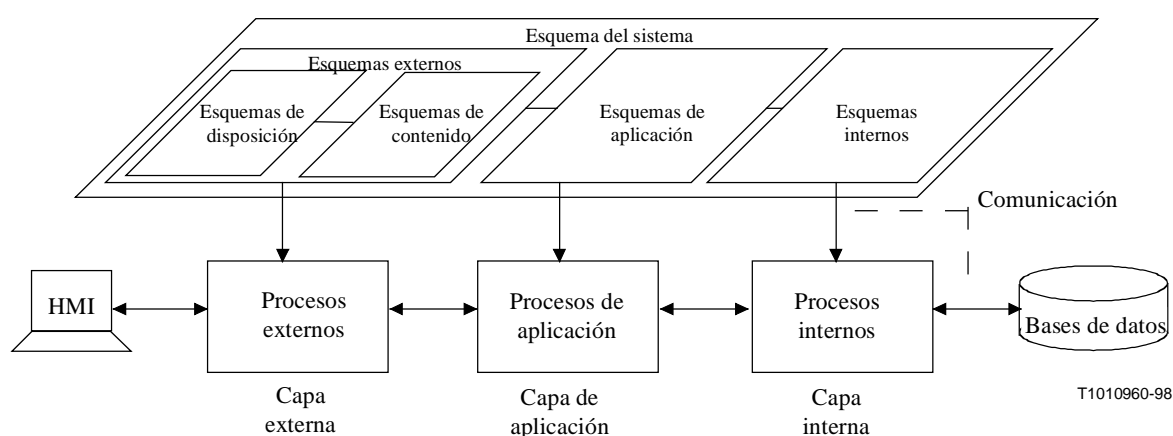 Esquema del sistema
Esquemas externos
Esquemas de
disposición
Esquemas de
contenido
Esquemas de
aplicación
Esquemas
internos
Comunicación
HMI
Procesos
externos
Procesos de
aplicación
Procesos
internos
Bases de datos
Capa
externa
Capa de
aplicación
Capa
interna
T1010960-98